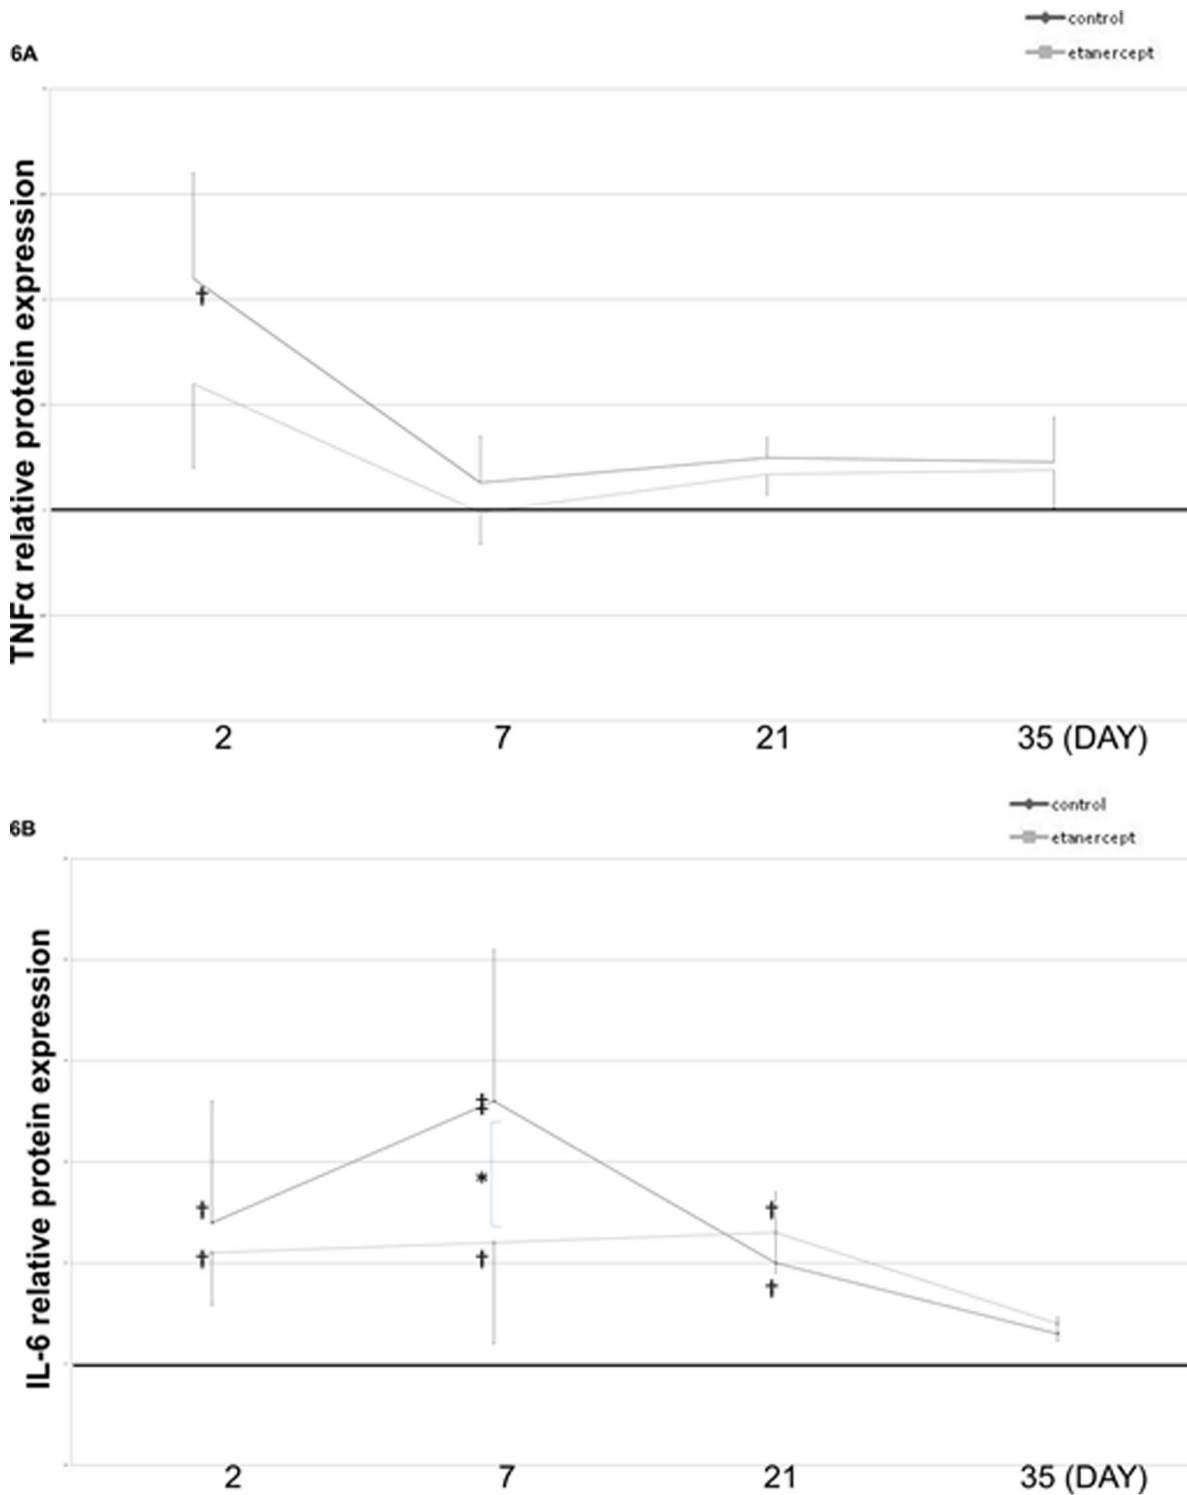 control
6A
etanercept
TNFα relative protein expression
†
2 7 21 35 (DAY)
control
6B
etanercept
IL-6 relative protein expression
‡
*
† †
† †
†
2 7 21 35 (DAY)